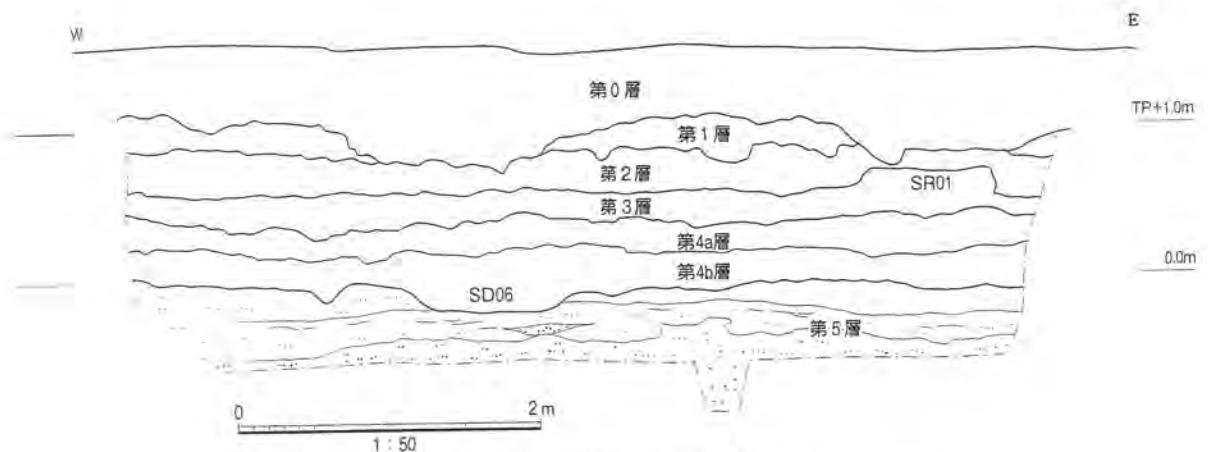 W
E
第0層
TP+1.0m
第1層
第2層
SR01
第3層
第4a層
0.0m
第4b層
SD06
第5層
0 2m
1：50